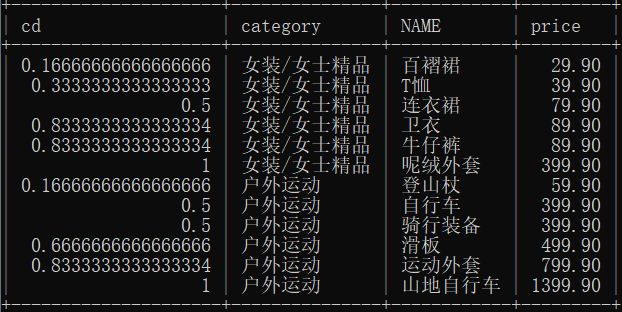 cd category NAME price
0.16666666666666666 女装/女士精品 百褶裙 29.90
0.3333333333333333 女装/女士精品 T恤 39.90
0.5 女装/女士精品 连衣裙 79.90
0.8333333333333334 女装/女士精品 卫衣 89.90
0.8333333333333334 女装/女士精品 牛仔裤 89.90
1 女装/女士精品 呢绒外套 399.90
0.16666666666666666 户外运动 登山杖 59.90
0.5 户外运动 自行车 399.90
0.5 户外运动 骑行装备 399.90
0.6666666666666666 户外运动 滑板 499.90
0.8333333333333334 户外运动 运动外套 799.90
1 户外运动 山地自行车 1399.90